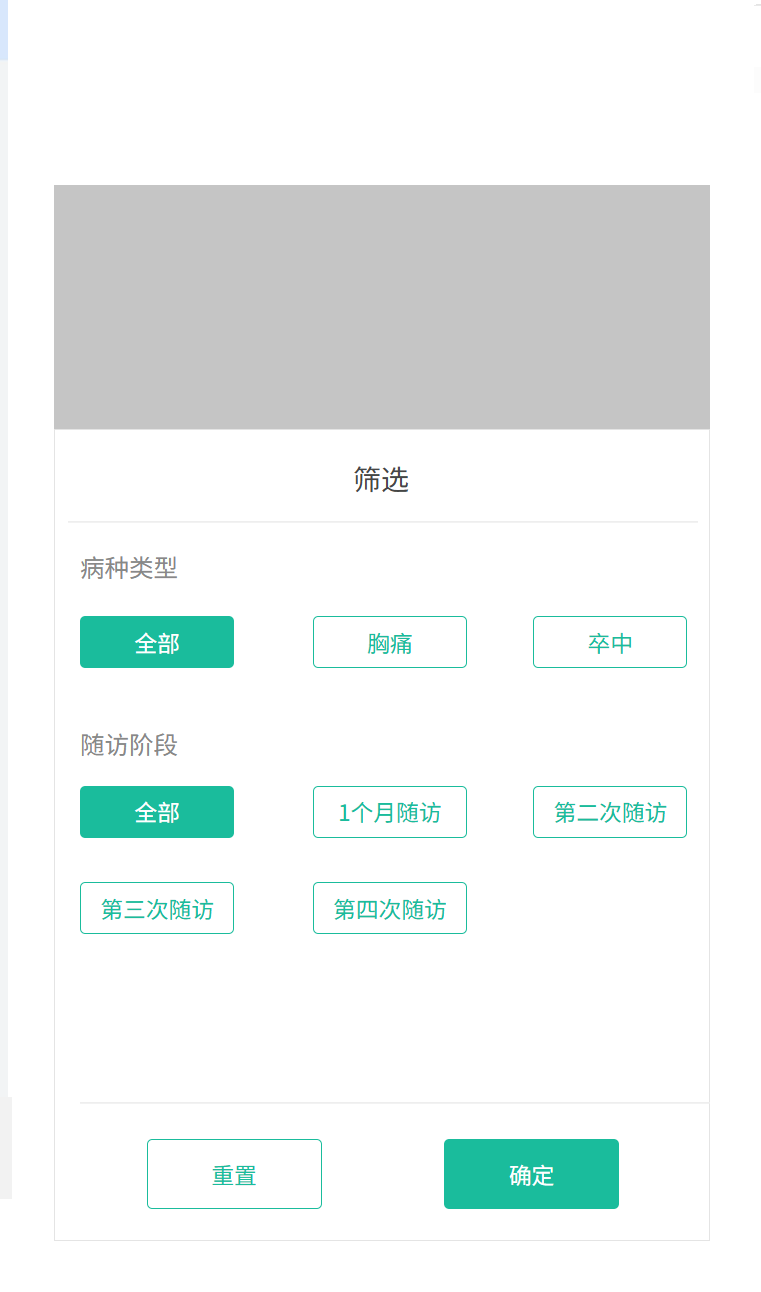 筛选
病种类型
全部 胸痛 卒中
随访阶段
全部 1个月随访 第二次随访
第三次随访 第四次随访
重置 确定